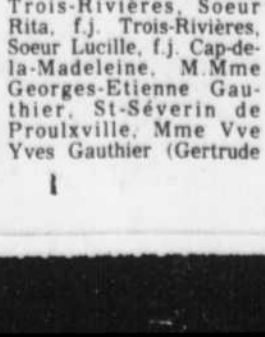 Trois-Rivières, Soeur
Rita, f.j. Trois-Rivières,
Soeur Lucille, f.j. Cap-de-
la-Madeleine, M.Mme
Georges-Etienne Gau-
thier, St-Séverin de
Proulxville, Mme Vve
Yves Gauthier (Gertrude